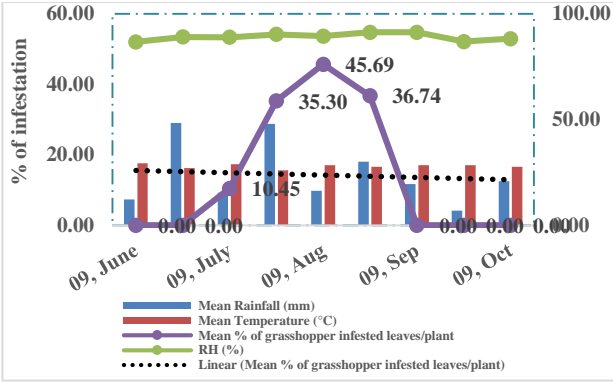 60.00
40.00
20.00
0.00
% of infestation
100.00
50.00
0.00
0.00 0.00 10.45 35.30 45.69 36.74 0.00 0.00 0.00
09, June 09, July 09, Aug 09, Sep 09, Oct
Mean Rainfall (mm)
Mean Temperature (°C)
Mean % of grasshopper infested leaves/plant
RH (%)
Linear (Mean % of grasshopper infested leaves/plant)